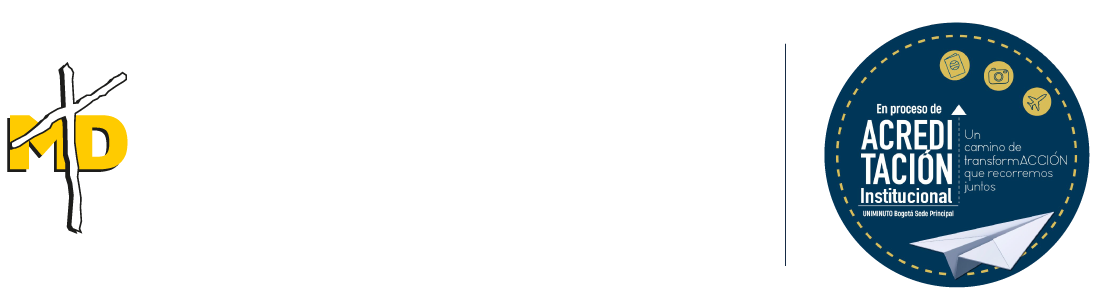 MD
En proceso de
ACREDI
TACIÓN
Institucional
UNIMINUTO Bogotá Sede Principal
Un
camino de
transformACCIÓN
que recorremos
juntos